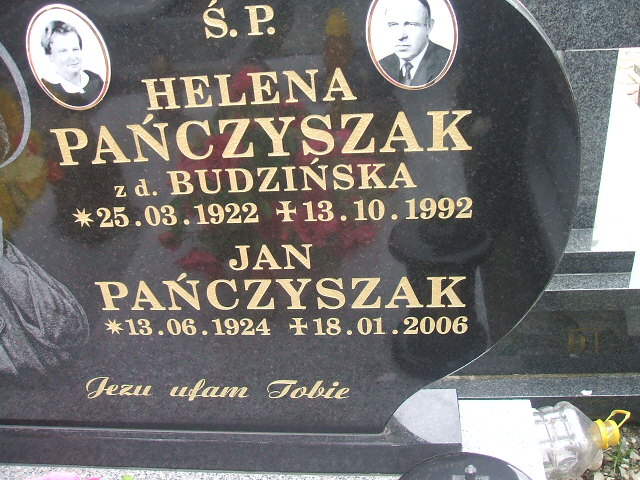 Ś.P.
HELENA
PAŃCZYSZAK
z d. BUDZIŃSKA
✶25.03.1922 ✝13.10.1992
JAN
PAŃCZYSZAK
✶13.06.1924 ✝18.01.2006
Jezu ufam Tobie